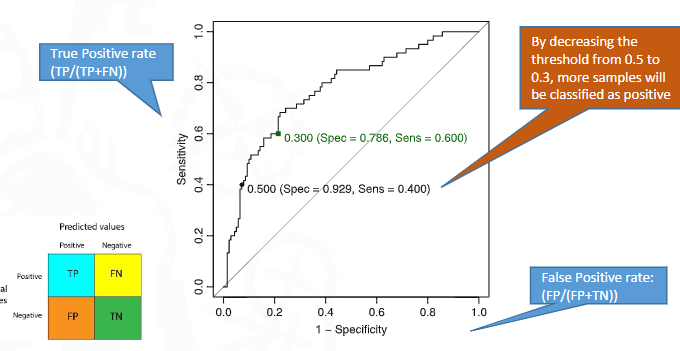 True Positive rate
(TP/(TP+FN))
By decreasing the
threshold from 0.5 to
0.3, more samples will
be classified as positive
Sensitivity
1.0
0.8
0.6
0.4
0.2
0.0
0.300 (Spec = 0.786, Sens = 0.600)
0.500 (Spec = 0.929, Sens = 0.400)
0.0 0.2 0.4 0.6 0.8 1.0
1 − Specificity
Predicted values
Positive Negative
Positive TP FN
Negative FP TN
False Positive rate:
(FP/(FP+TN))